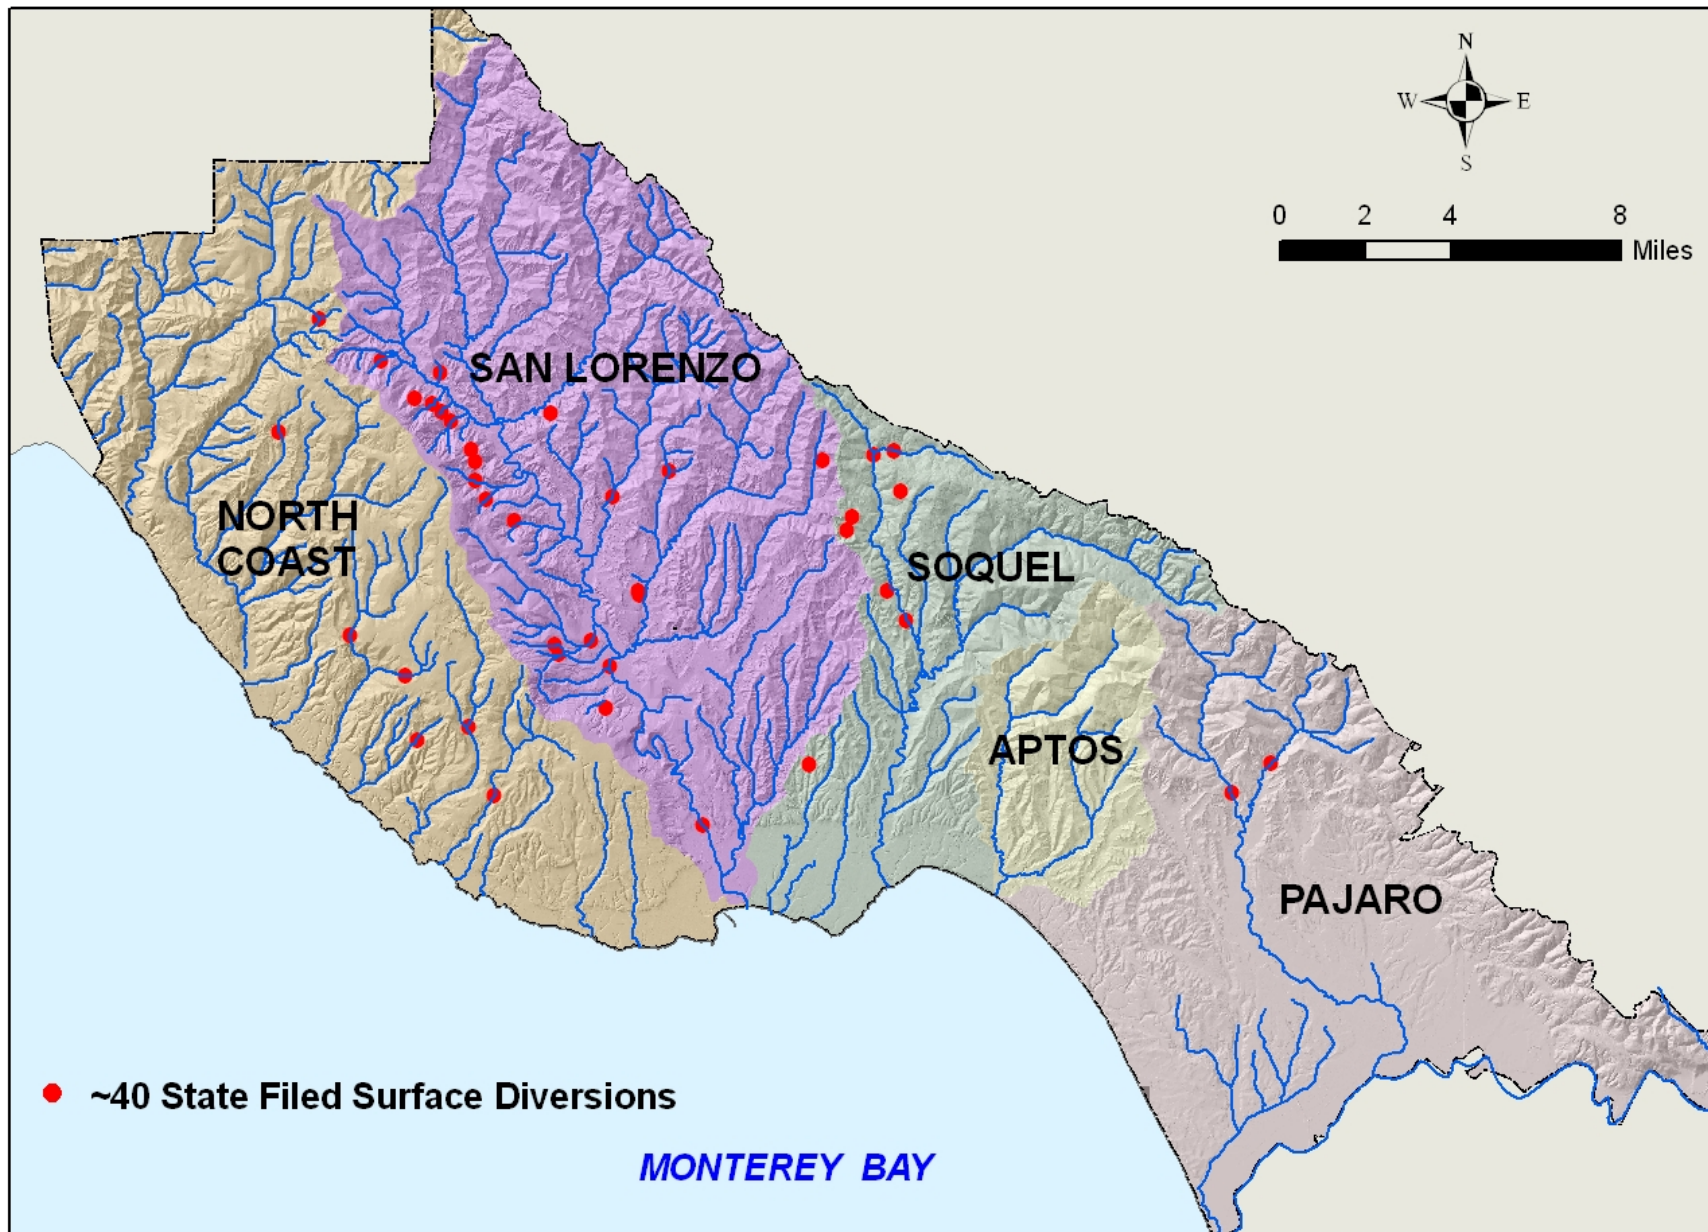 N
W E
S
0 2 4 8
Miles
SAN LORENZO
NORTH
COAST
SOQUEL
APTOS
PAJARO
~40 State Filed Surface Diversions
MONTEREY BAY